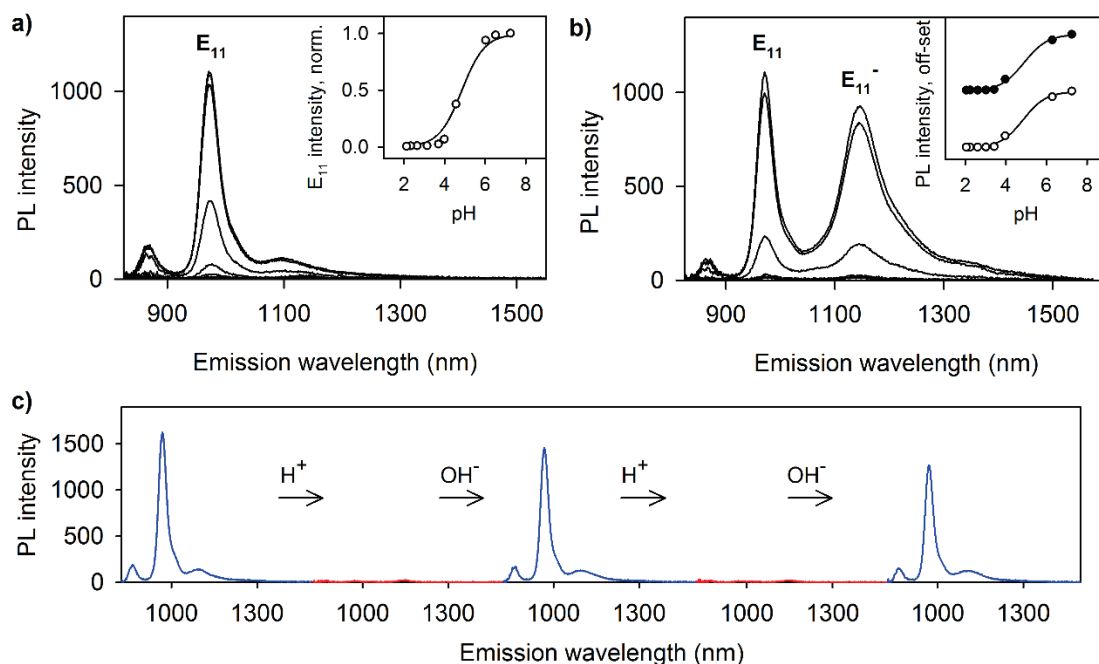 a)
E₁₁
PL intensity
1000
500
0
900 1100 1300 1500
Emission wavelength (nm)
E₁₁ intensity, norm.
1.0
0.5
0.0
2 4 6 8
pH
b)
E₁₁
E₁₁⁻
PL intensity
1000
500
0
900 1100 1300 1500
Emission wavelength (nm)
PL intensity, off-set
2 4 6 8
pH
c)
PL intensity
1500
1000
500
0
H⁺ OH⁻ H⁺ OH⁻
1000 1300 1000 1300 1000 1300 1000 1300 1000 1300
Emission wavelength (nm)